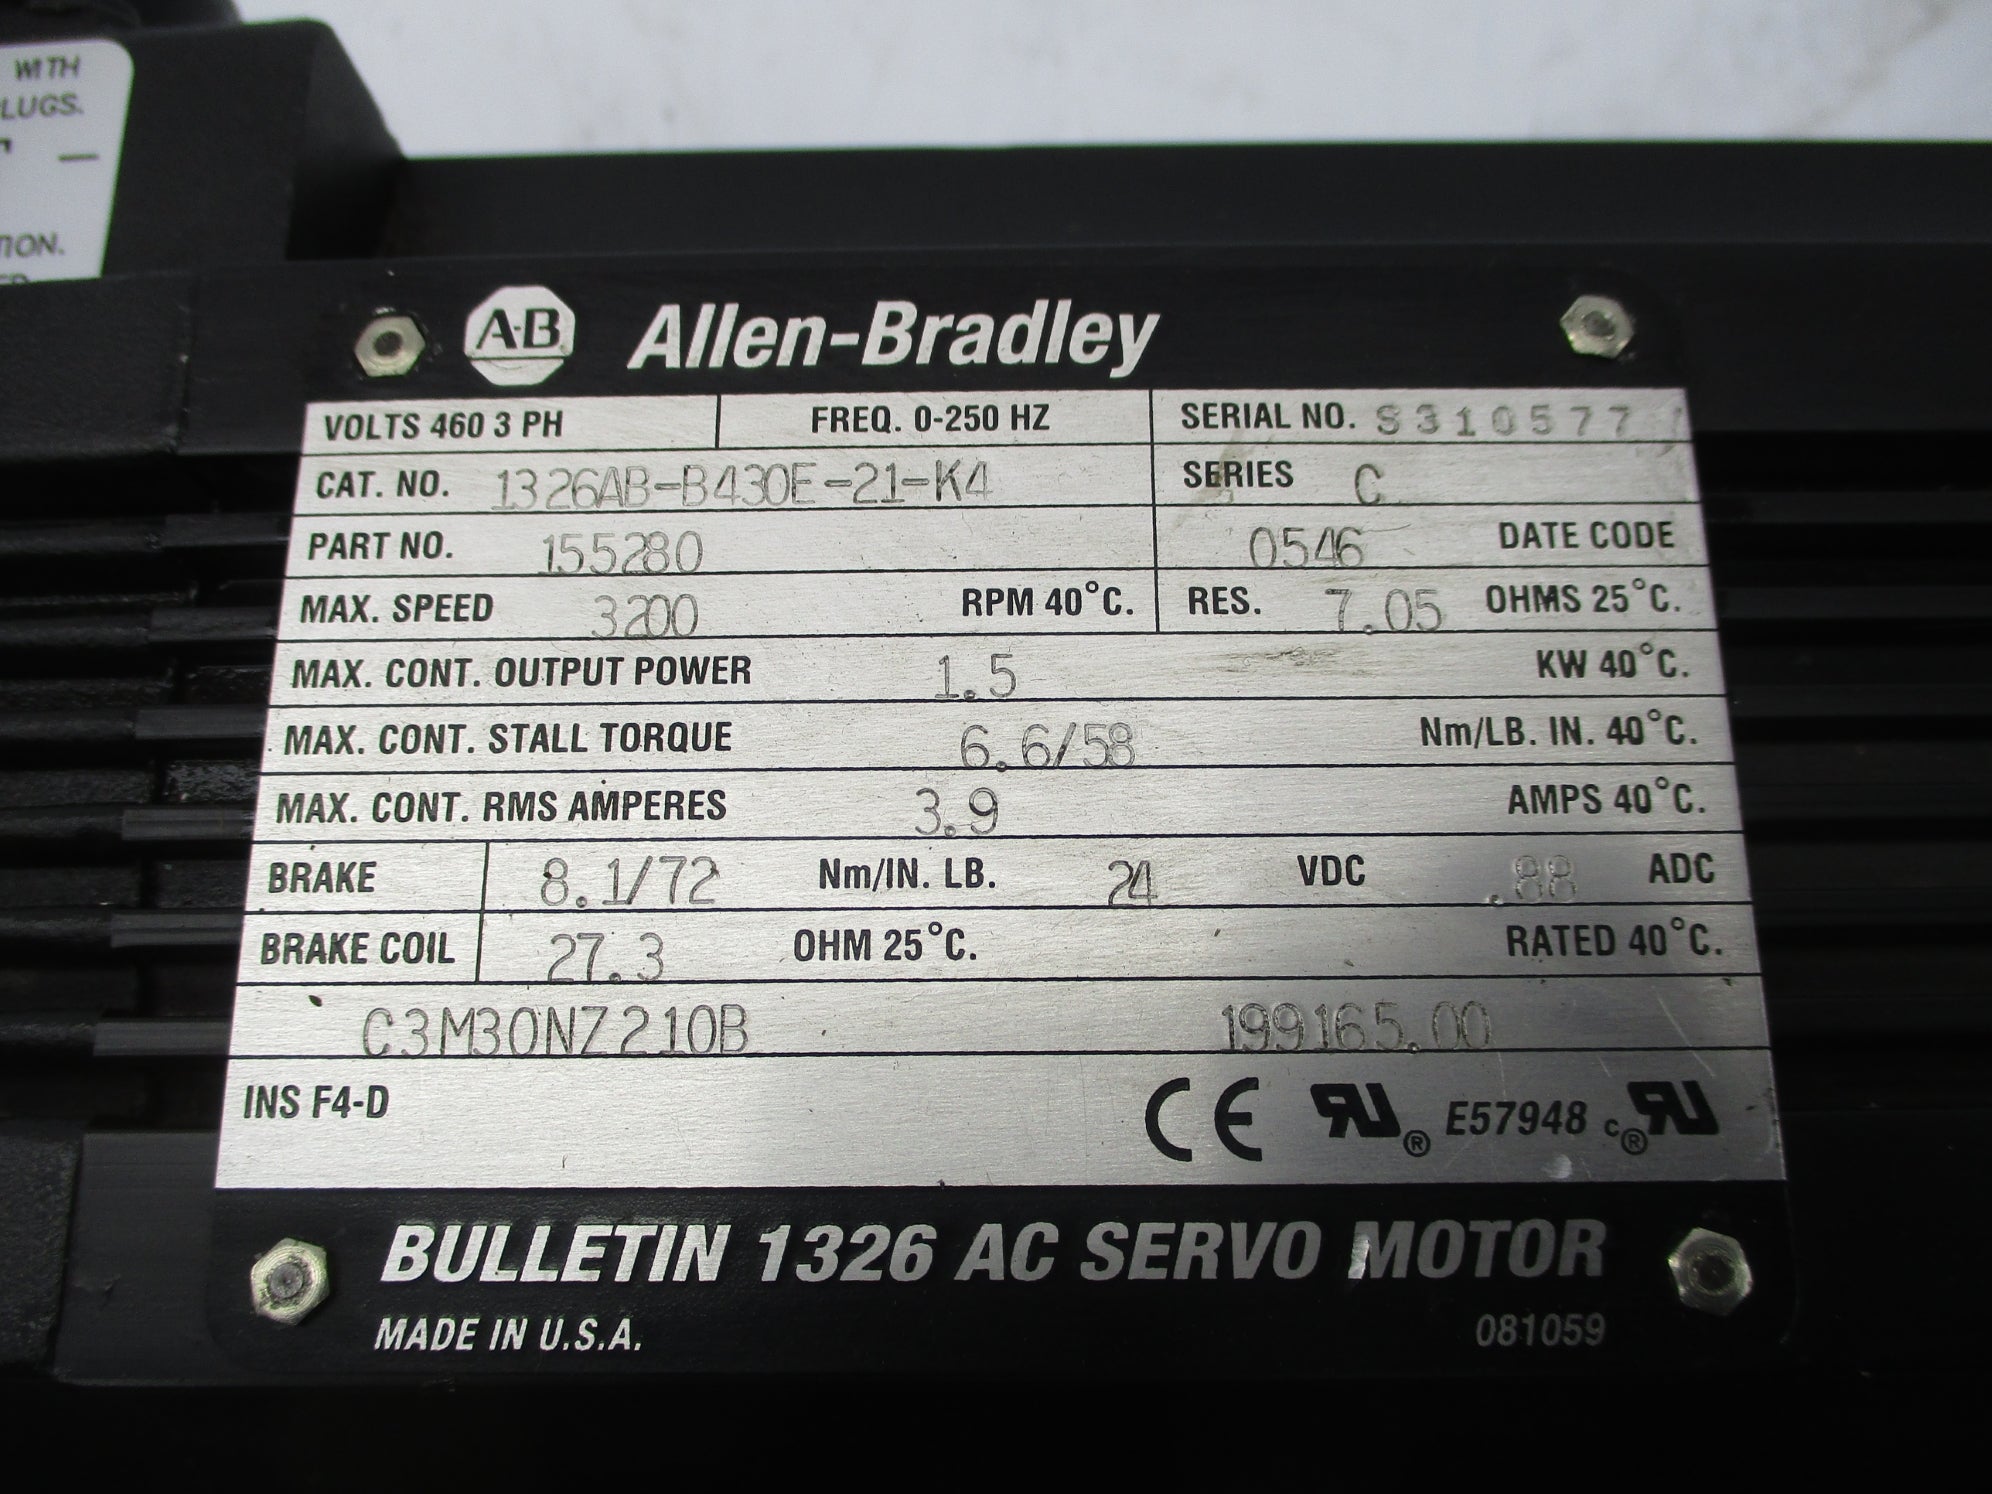 WITH
LUGS.
TION.
A-B Allen-Bradley
VOLTS 460 3 PH FREQ. 0-250 HZ SERIAL NO. S310577
CAT. NO. 1326AB-B430E-21-K4 SERIES C
PART NO. 155280 0546 DATE CODE
MAX. SPEED 3200 RPM 40°C. RES. 7.05 OHMS 25°C.
MAX. CONT. OUTPUT POWER 1.5 KW 40°C.
MAX. CONT. STALL TORQUE 6.6/58 Nm/LB. IN. 40°C.
MAX. CONT. RMS AMPERES 3.9 AMPS 40°C.
BRAKE 8.1/72 Nm/IN. LB. 24 VDC .88 ADC
BRAKE COIL 27.3 OHM 25°C. RATED 40°C.
C3M30NZ210B 199165.00
INS F4-D CE RU® E57948 c®RU
BULLETIN 1326 AC SERVO MOTOR
MADE IN U.S.A. 081059